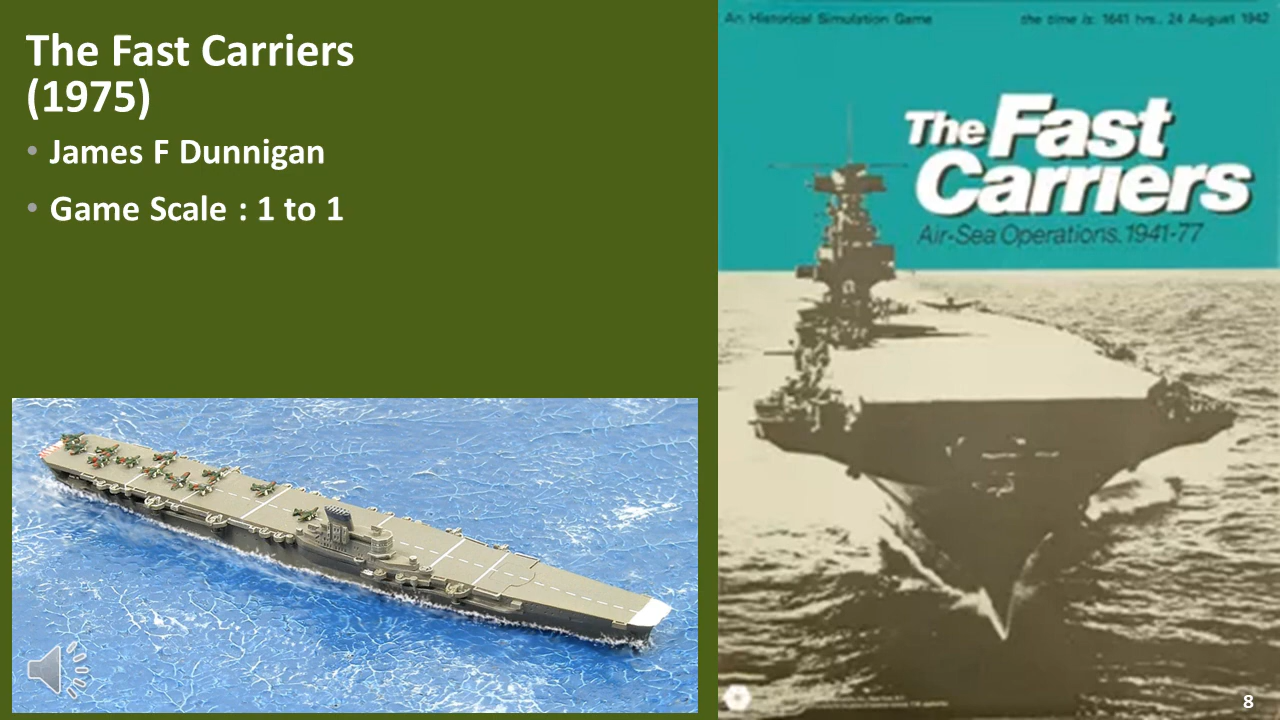 The Fast Carriers
(1975)
• James F Dunnigan
• Game Scale : 1 to 1
An Historical Simulation Game
the time is: 1641 hrs., 24 August 1942
The Fast
Carriers
Air-Sea Operations, 1941-77
8